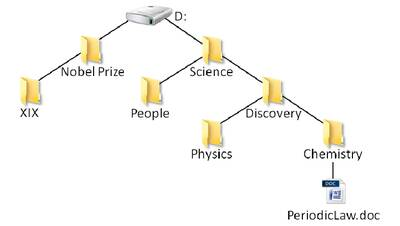 D:
Nobel Prize
Science
XIX
People
Discovery
Physics
Chemistry
DOC
PeriodicLaw.doc